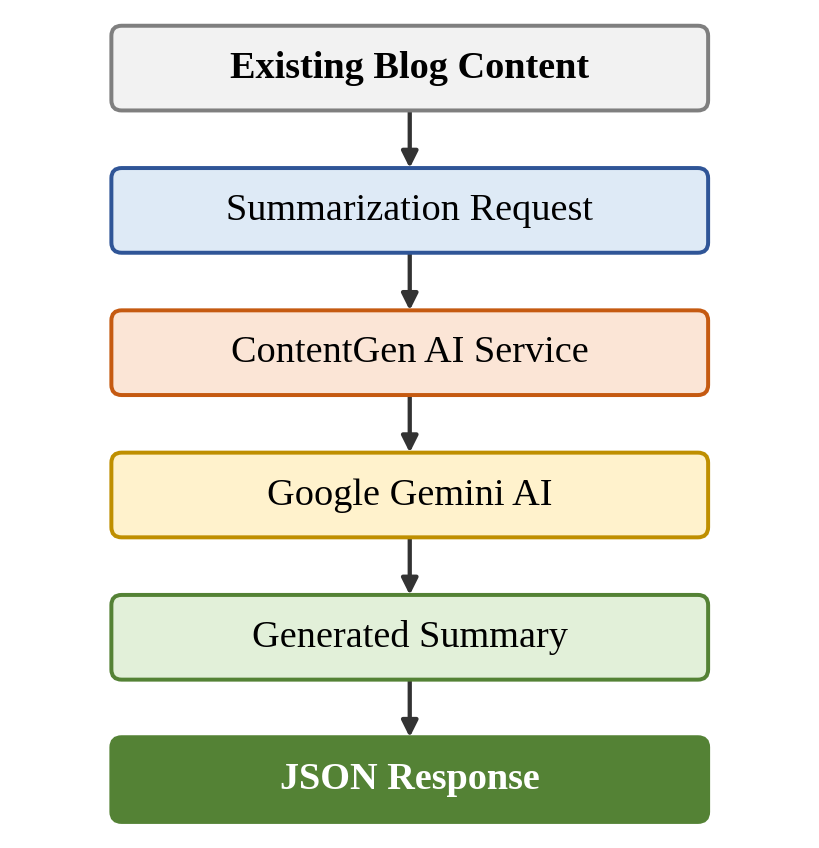 Existing Blog Content
Summarization Request
ContentGen AI Service
Google Gemini AI
Generated Summary
JSON Response